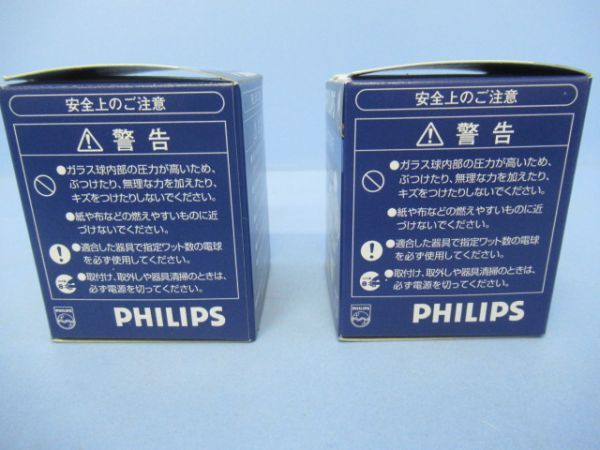 安全上のご注意
警告
●ガラス球内部の圧力が高いため、
ぶつけたり、無理な力を加えたり、
キズをつけたりしないでください。
●紙や布などの燃えやすいものに近
づけないでください。
●適合した器具で指定ワット数の電球
を必ず使用してください。
●取付け、取外しや器具清掃のときは、
必ず電源を切ってください。
PHILIPS
安全上のご注意
警告
●ガラス球内部の圧力が高いため、
ぶつけたり、無理な力を加えたり、
キズをつけたりしないでください。
●紙や布などの燃えやすいものに近
づけないでください。
●適合した器具で指定ワット数の電球
を必ず使用してください。
●取付け、取外しや器具清掃のときは、
必ず電源を切ってください。
PHILIPS